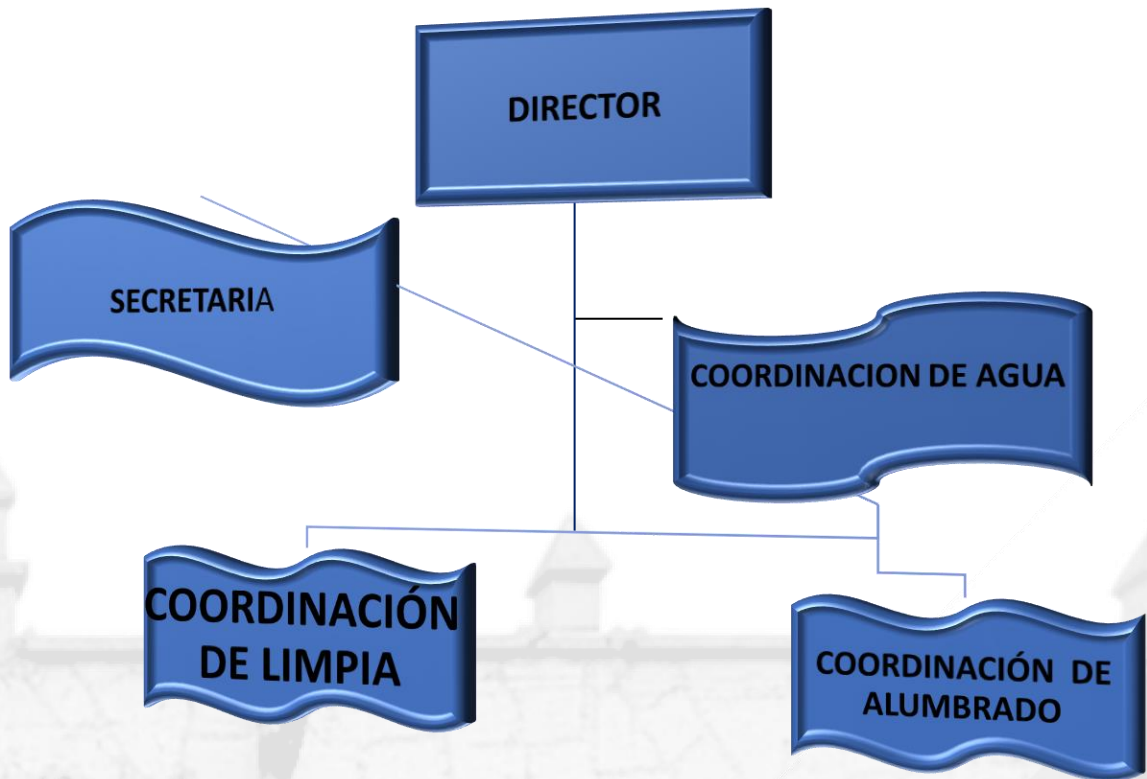 DIRECTOR
SECRETARIA
COORDINACION DE AGUA
COORDINACIÓN
DE LIMPIA
COORDINACIÓN DE
ALUMBRADO